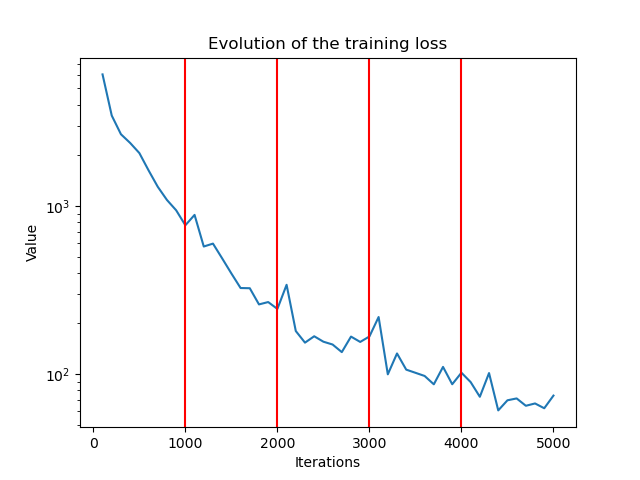 Evolution of the training loss
Value
10³
10²
0 1000 2000 3000 4000 5000
Iterations